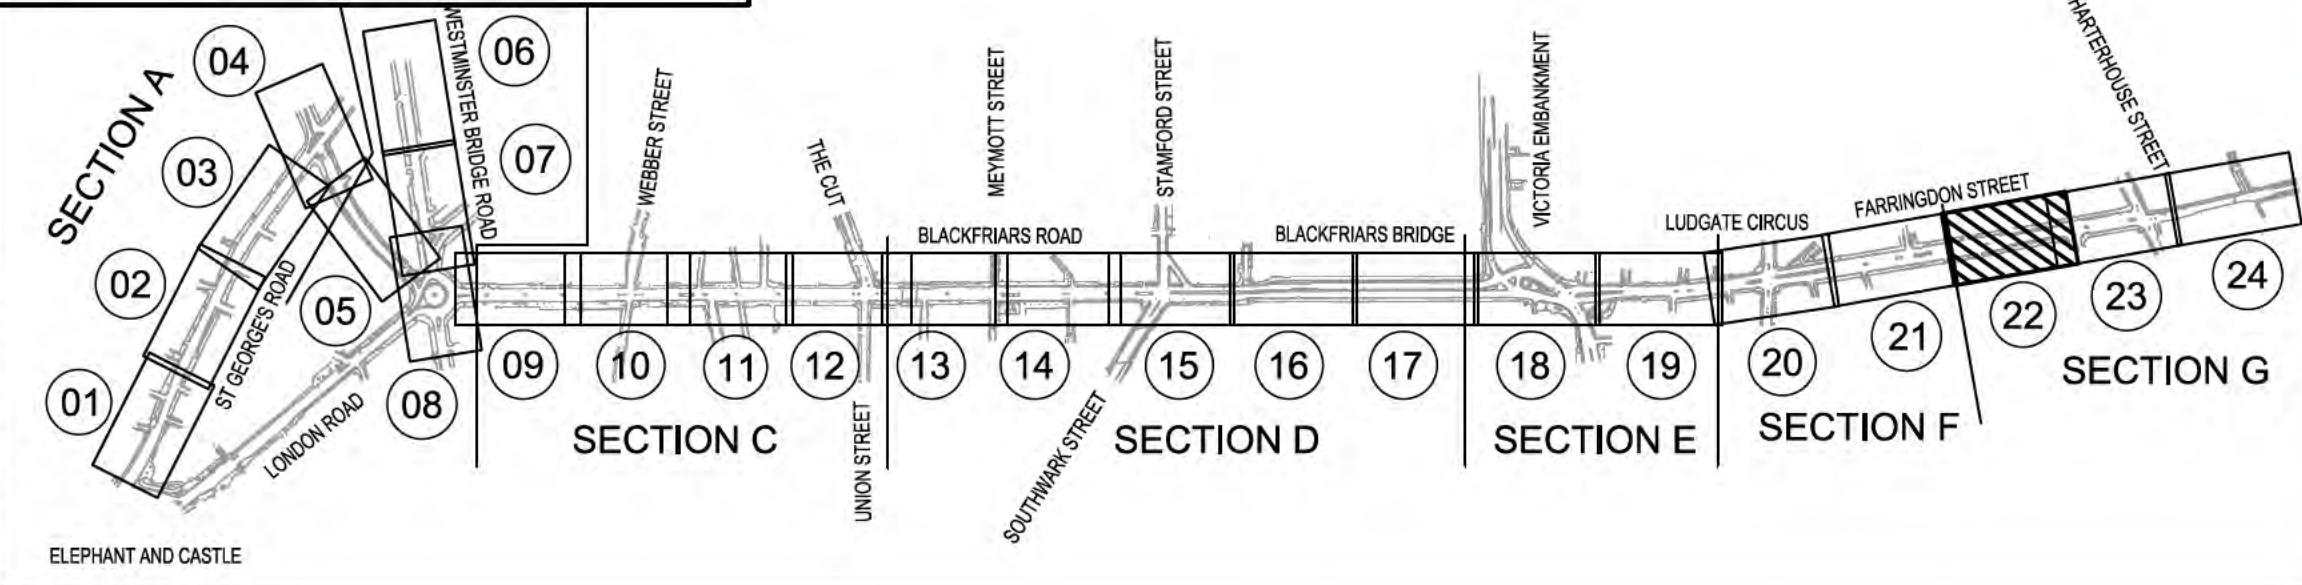 SECTION A
04
03
02
01
05
06
07
08
WESTMINSTER BRIDGE ROAD
ST GEORGE'S ROAD
LONDON ROAD
ELEPHANT AND CASTLE
WEBBER STREET
THE CUT
UNION STREET
BLACKFRIARS ROAD
MEYMOTT STREET
STAMFORD STREET
SOUTHWARK STREET
BLACKFRIARS BRIDGE
VICTORIA EMBANKMENT
LUDGATE CIRCUS
FARRINGDON STREET
HARTERHOUSE STREET
09
10
11
12
13
14
15
16
17
18
19
20
21
22
23
24
SECTION C
SECTION D
SECTION E
SECTION F
SECTION G